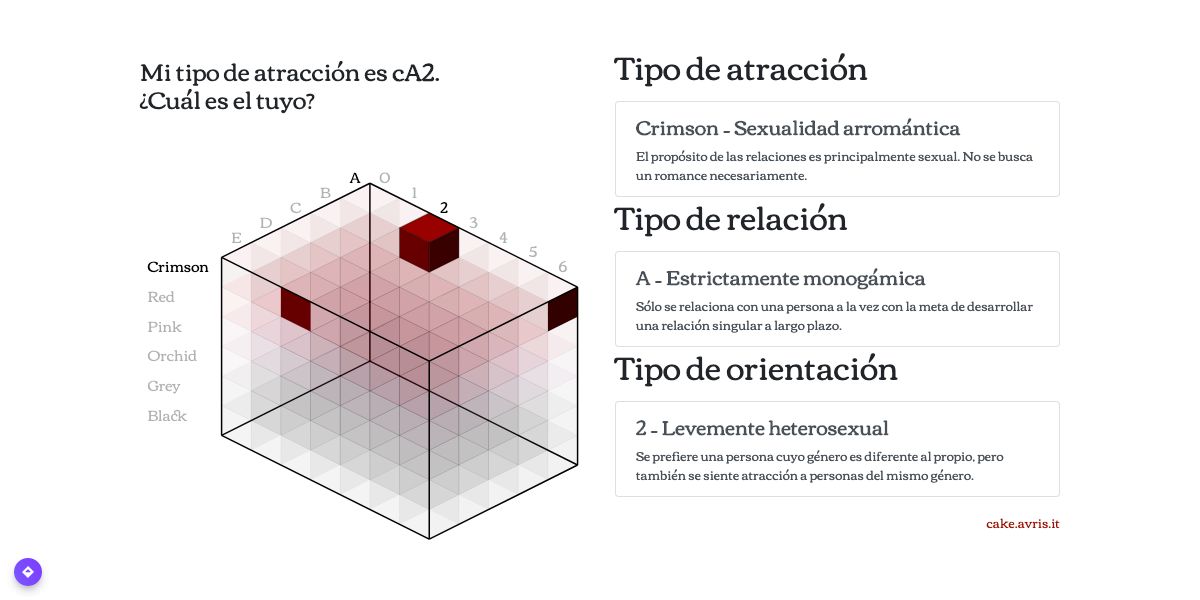 Mi tipo de atracción es cA2.
¿Cuál es el tuyo?
A
B
C
D
E
0
1
2
3
4
5
6
Crimson
Red
Pink
Orchid
Grey
Black
Tipo de atracción
Crimson - Sexualidad arromántica
El propósito de las relaciones es principalmente sexual. No se busca
un romance necesariamente.
Tipo de relación
A - Estrictamente monogámica
Sólo se relaciona con una persona a la vez con la meta de desarrollar
una relación singular a largo plazo.
Tipo de orientación
2 - Levemente heterosexual
Se prefiere una persona cuyo género es diferente al propio, pero
también se siente atracción a personas del mismo género.
cake.avris.it